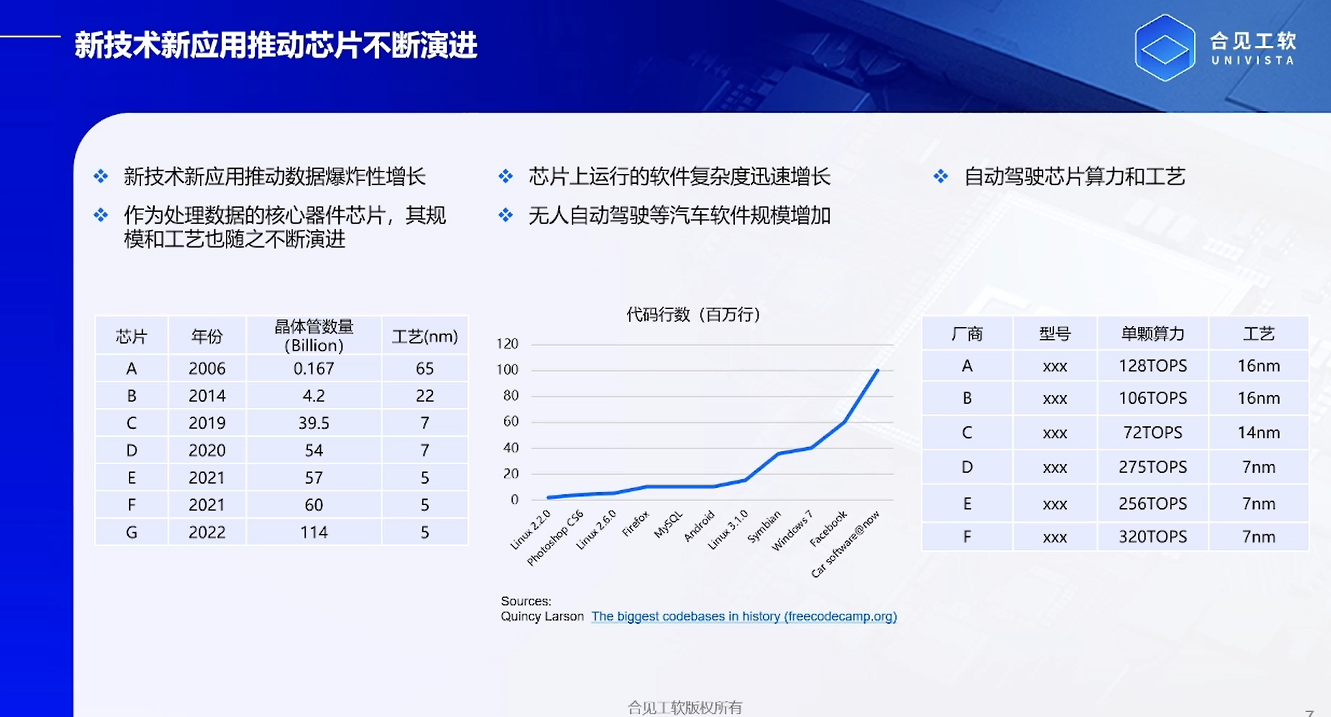 新技术新应用推动芯片不断演进
合见工软
UNIVISTA
新技术新应用推动数据爆炸性增长
作为处理数据的核心器件芯片，其规
模和工艺也随之不断演进
芯片上运行的软件复杂度迅速增长
无人自动驾驶等汽车软件规模增加
自动驾驶芯片算力和工艺
芯片 年份 晶体管数量 (Billion) 工艺(nm)
A 2006 0.167 65
B 2014 4.2 22
C 2019 39.5 7
D 2020 54 7
E 2021 57 5
F 2021 60 5
G 2022 114 5
代码行数（百万行）
120
100
80
60
40
20
0
Linux 2.2.0
Photoshop CS6
Linux 2.6.0
Firefox
MySQL
Android
Linux 3.1.0
Symbian
Windows 7
Facebook
Car software@now
Sources:
Quincy Larson The biggest codebases in history (freecodecamp.org)
厂商 型号 单颗算力 工艺
A xxx 128TOPS 16nm
B xxx 106TOPS 16nm
C xxx 72TOPS 14nm
D xxx 275TOPS 7nm
E xxx 256TOPS 7nm
F xxx 320TOPS 7nm
合见工软版权所有
7